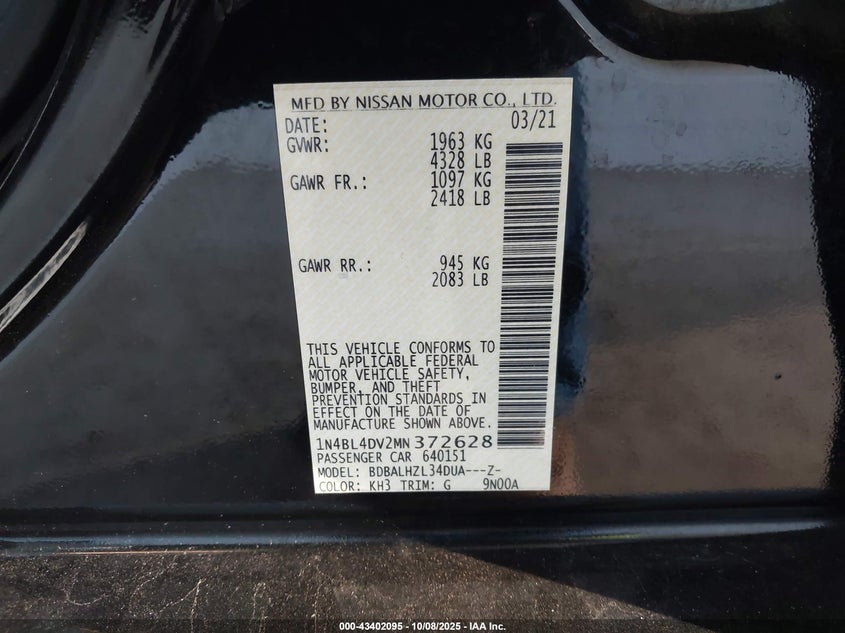 MFD BY NISSAN MOTOR CO., LTD.
DATE: 03/21
GVWR: 1963 KG
4328 LB
GAWR FR.: 1097 KG
2418 LB
GAWR RR.: 945 KG
2083 LB
THIS VEHICLE CONFORMS TO
ALL APPLICABLE FEDERAL
MOTOR VEHICLE SAFETY,
BUMPER, AND THEFT
PREVENTION STANDARDS IN
EFFECT ON THE DATE OF
MANUFACTURE SHOWN ABOVE.
1N4BL4DV2MN372628
PASSENGER CAR 640151
MODEL: BDBALHZL34DUA---Z-
COLOR: KH3 TRIM: G 9N00A
000-43402095 - 10/08/2025 - IAA Inc.